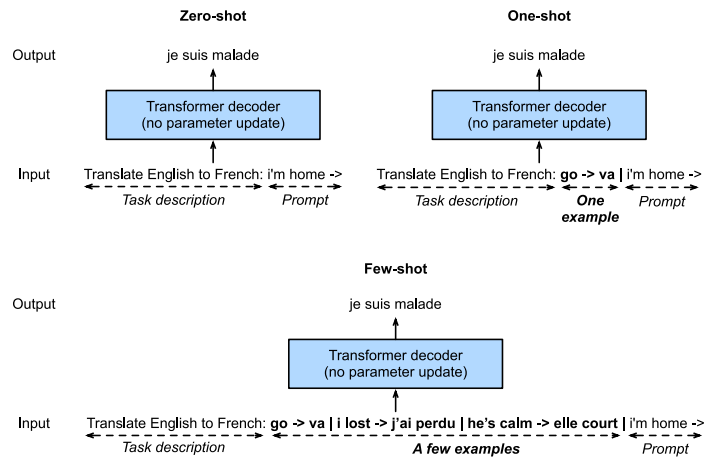 Zero-shot
One-shot
Output
je suis malade
je suis malade
Transformer decoder
(no parameter update)
Transformer decoder
(no parameter update)
Input
Translate English to French: i'm home ->
Translate English to French: go -> va | i'm home ->
Task description
Prompt
Task description
One
example
Prompt
Few-shot
Output
je suis malade
Transformer decoder
(no parameter update)
Input
Translate English to French: go -> va | i lost -> j'ai perdu | he's calm -> elle court | i'm home ->
Task description
A few examples
Prompt